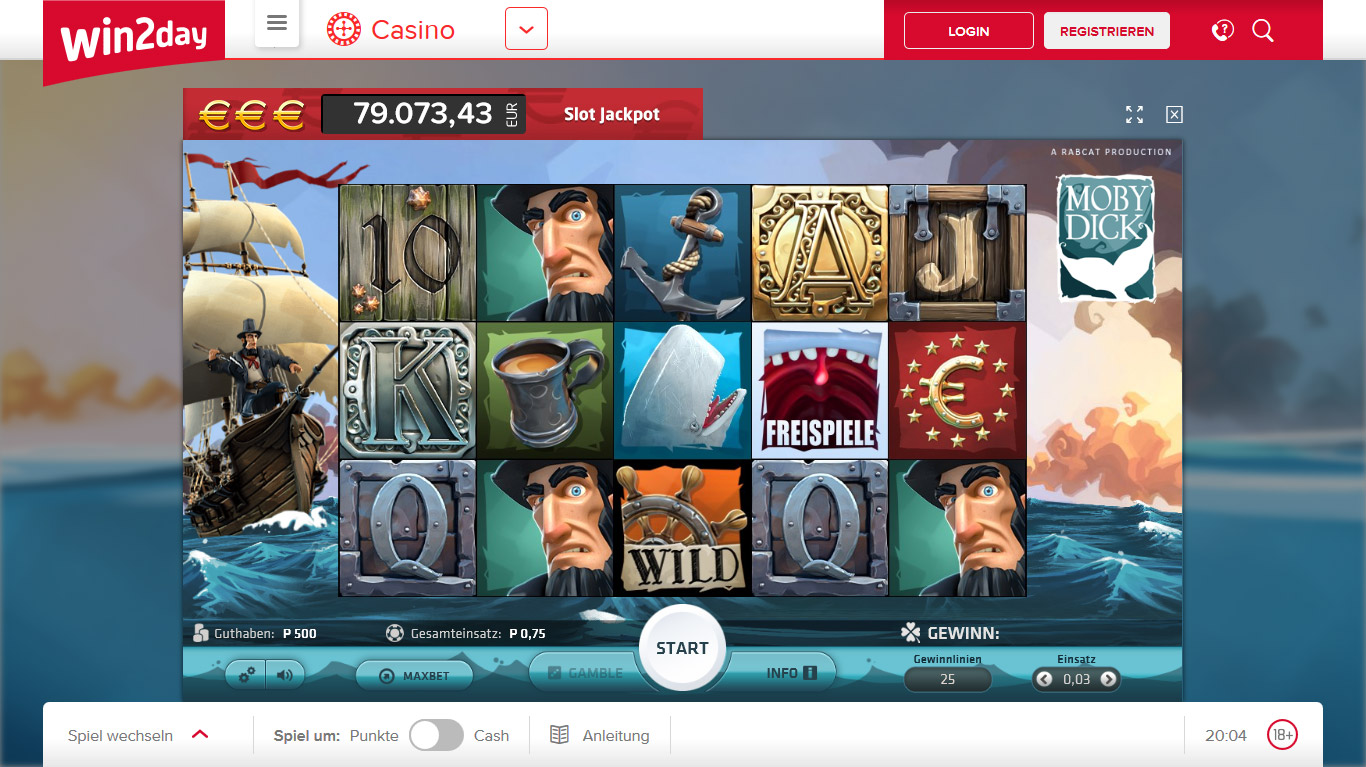 win2day
Casino
LOGIN
REGISTRIEREN
€€€ 79.073,43 EUR Slot Jackpot
A RABCAT PRODUCTION
MOBY
DICK
10 A J
K FREISPIELE €
Q WILD Q
Guthaben: P 500
Gesamteinsatz: P 0,75
START
GEWINN:
MAXBET
GAMBLE
INFO i
Gewinnlinien
25
Einsatz
0,03
Spiel wechseln
Spiel um: Punkte Cash
Anleitung
20:04
18+